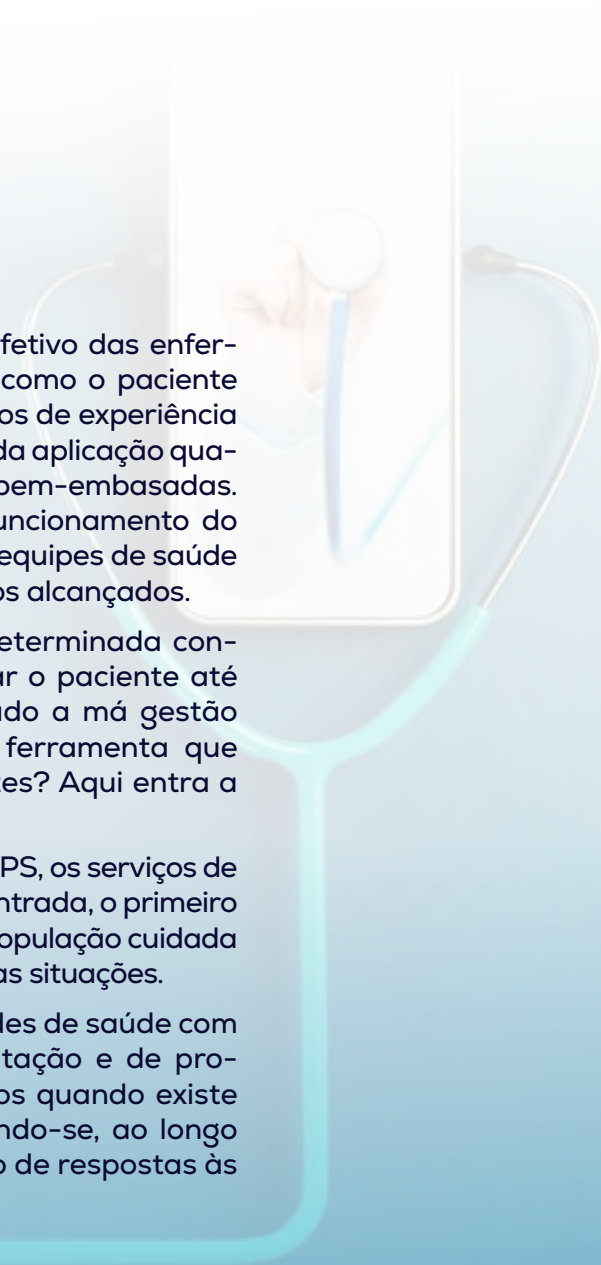 fetivo das enfer-
como o paciente
os de experiência
da aplicação qua-
bem-embasadas.
uncionamento do
equipes de saúde
os alcançados.
eterminada con-
ar o paciente até
do a má gestão
ferramenta que
tes? Aqui entra a
PS, os serviços de
ntrada, o primeiro
opulação cuidada
as situações.
des de saúde com
tação e de pro-
os quando existe
ndo-se, ao longo
o de respostas às